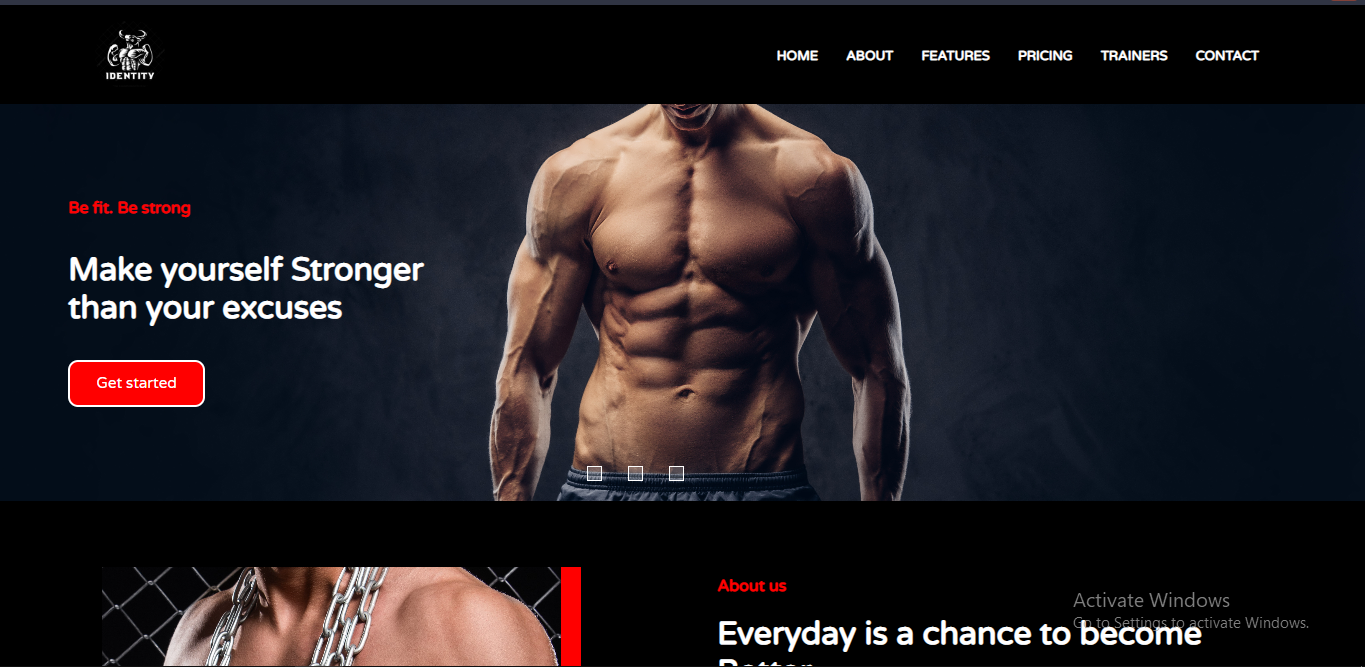 IDENTITY
HOME ABOUT FEATURES PRICING TRAINERS CONTACT
Be fit. Be strong
Make yourself Stronger
than your excuses
Get started
About us
Everyday is a chance to become
Better
Activate Windows
Go to Settings to activate Windows.